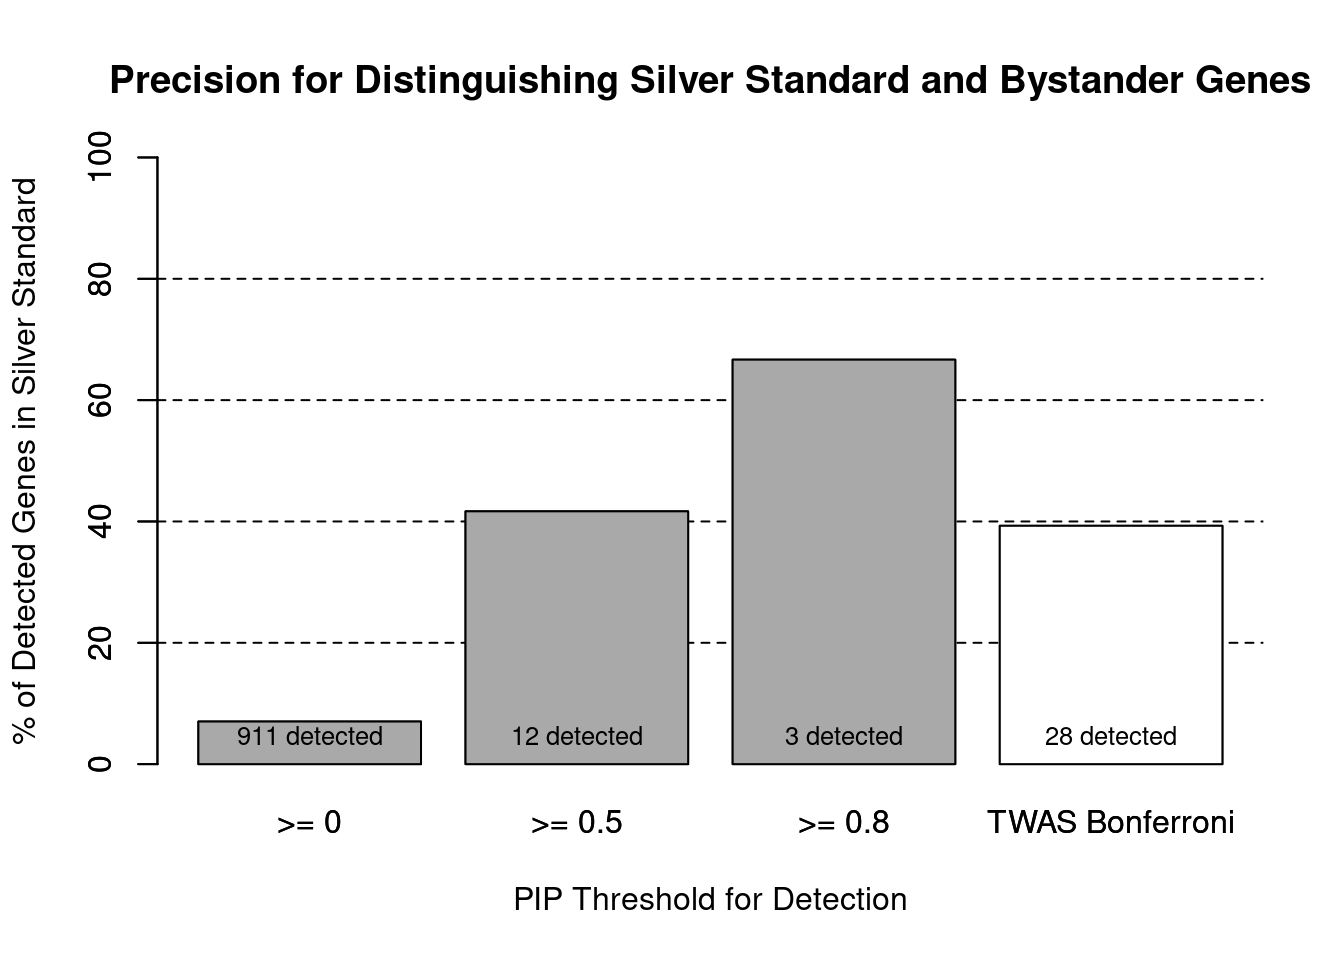 Precision for Distinguishing Silver Standard and Bystander Genes
% of Detected Genes in Silver Standard
100
80
60
40
20
0
911 detected
12 detected
3 detected
28 detected
>= 0
>= 0.5
>= 0.8
TWAS Bonferroni
PIP Threshold for Detection